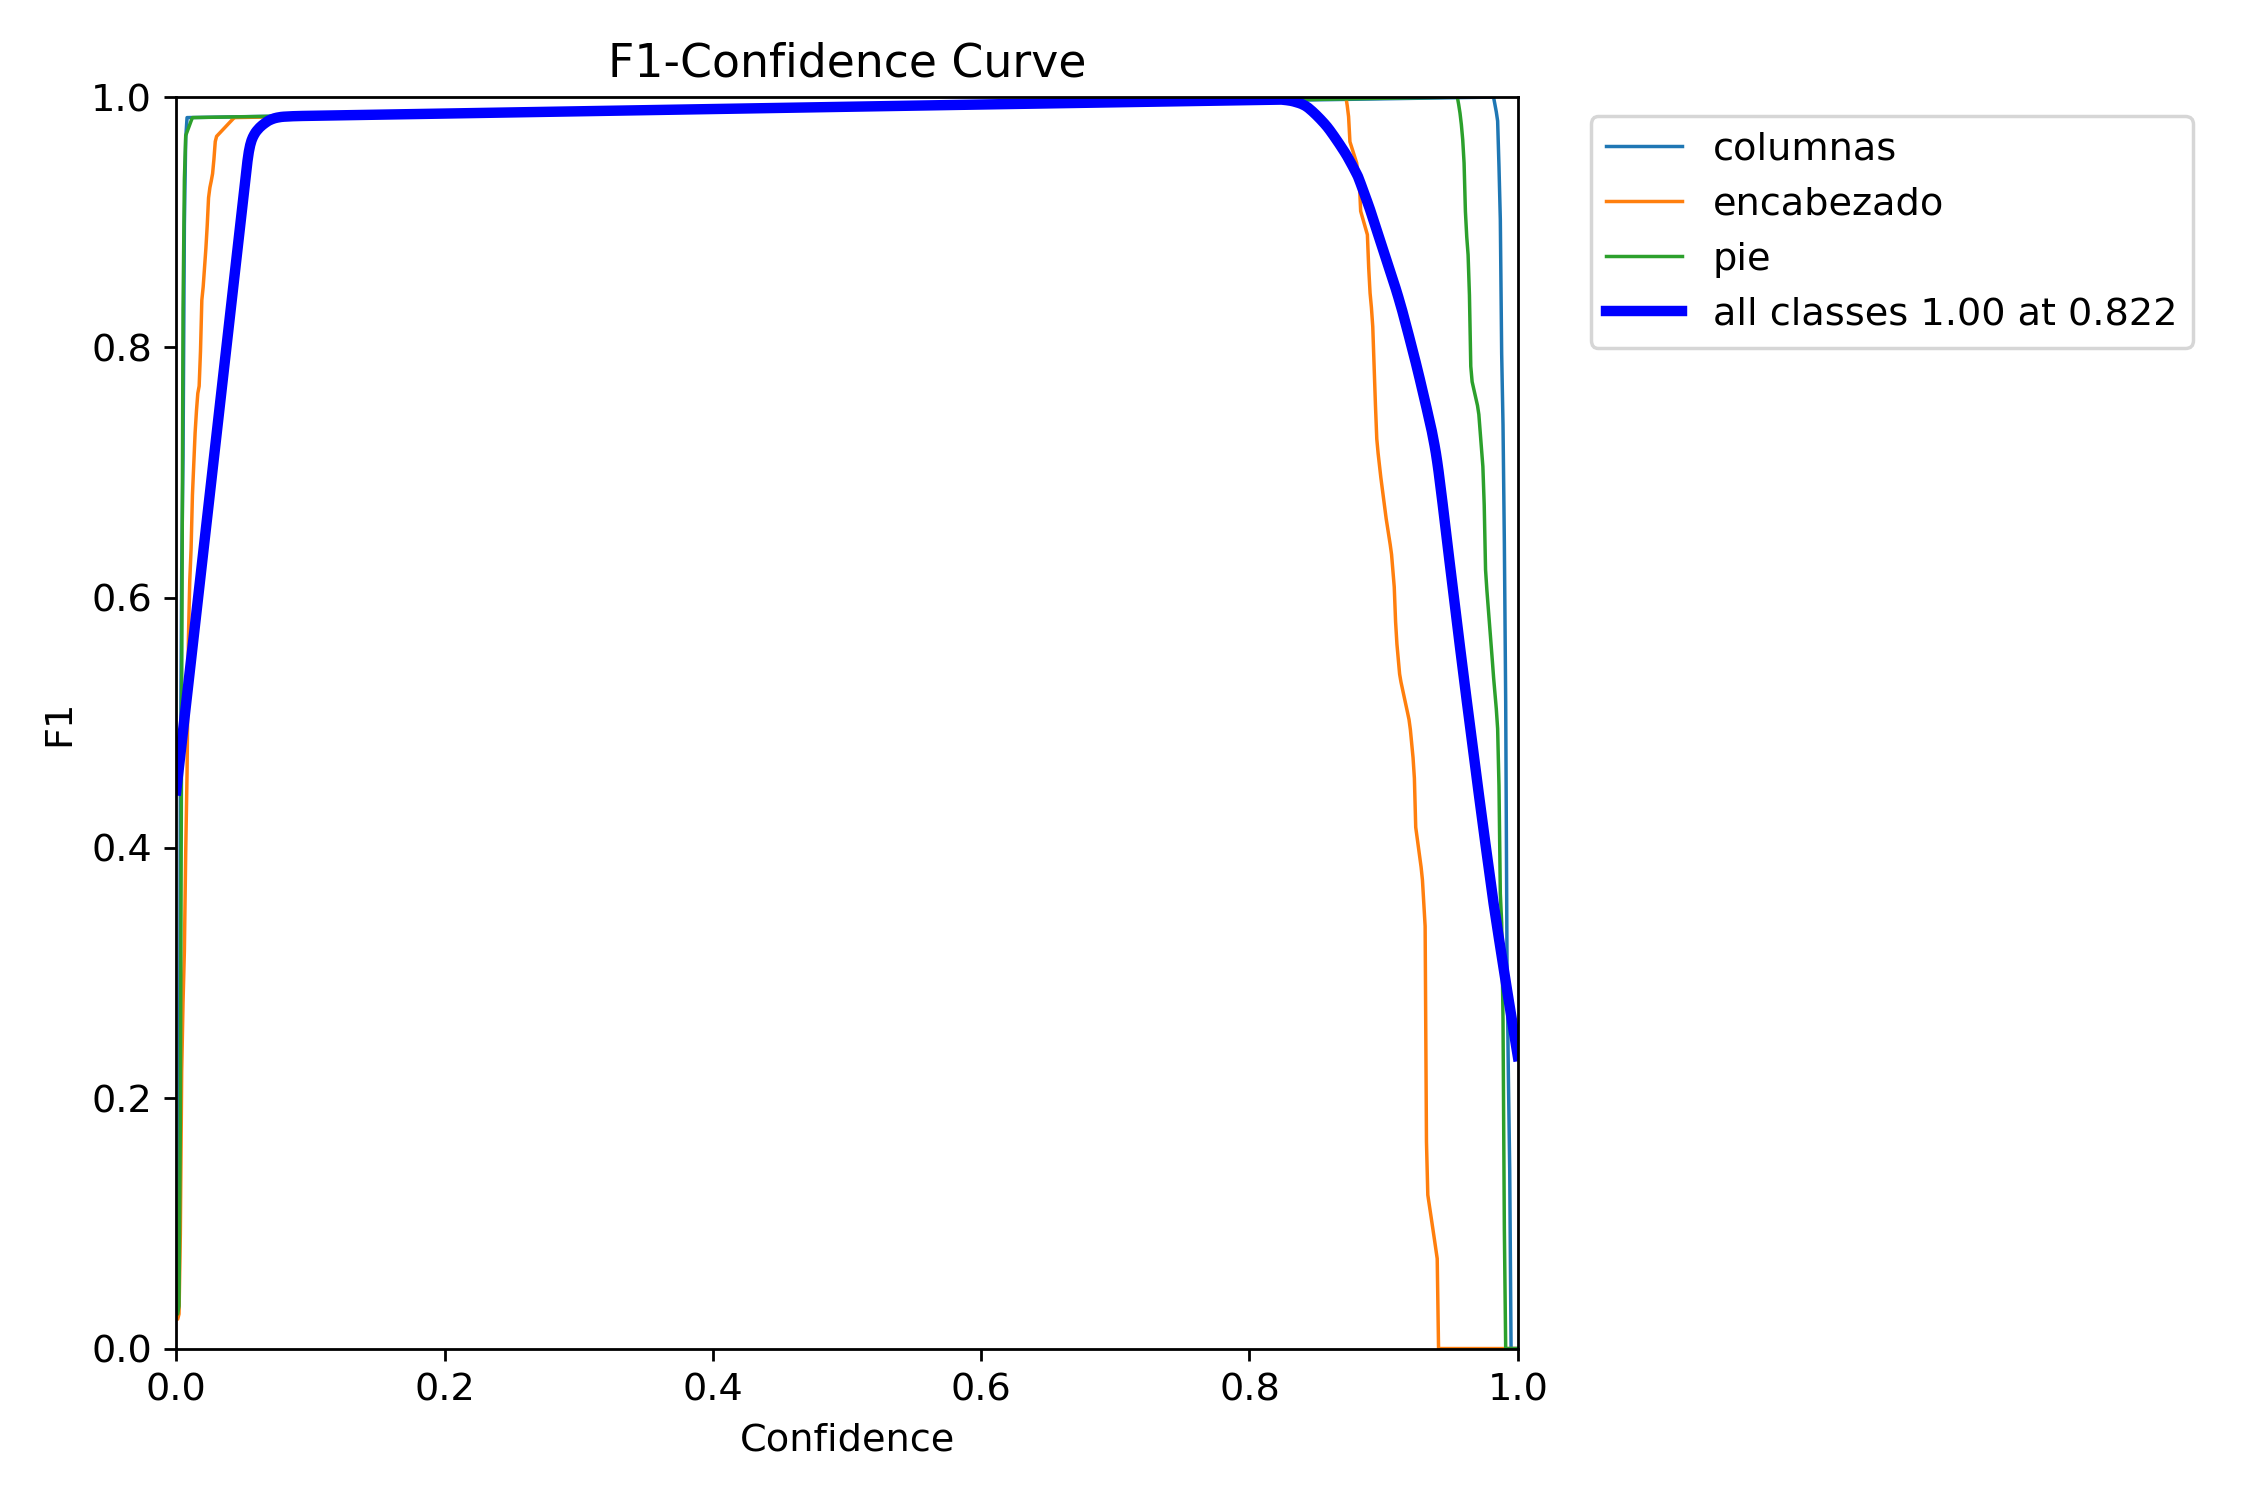 F1-Confidence Curve
1.0
0.8
0.6
0.4
0.2
0.0
F1
0.0 0.2 0.4 0.6 0.8 1.0
Confidence
columnas
encabezado
pie
all classes 1.00 at 0.822